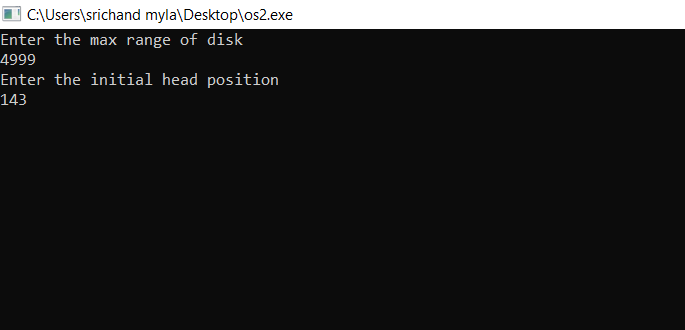 C:\Users\srichand myla\Desktop\os2.exe
Enter the max range of disk
4999
Enter the initial head position
143